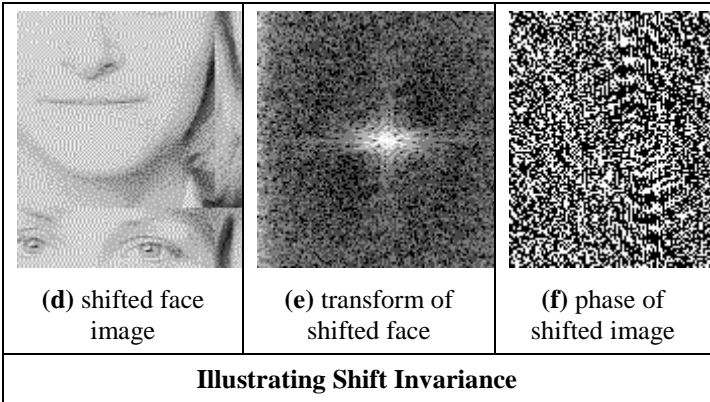 (d) shifted face
image
(e) transform of
shifted face
(f) phase of
shifted image
Illustrating Shift Invariance